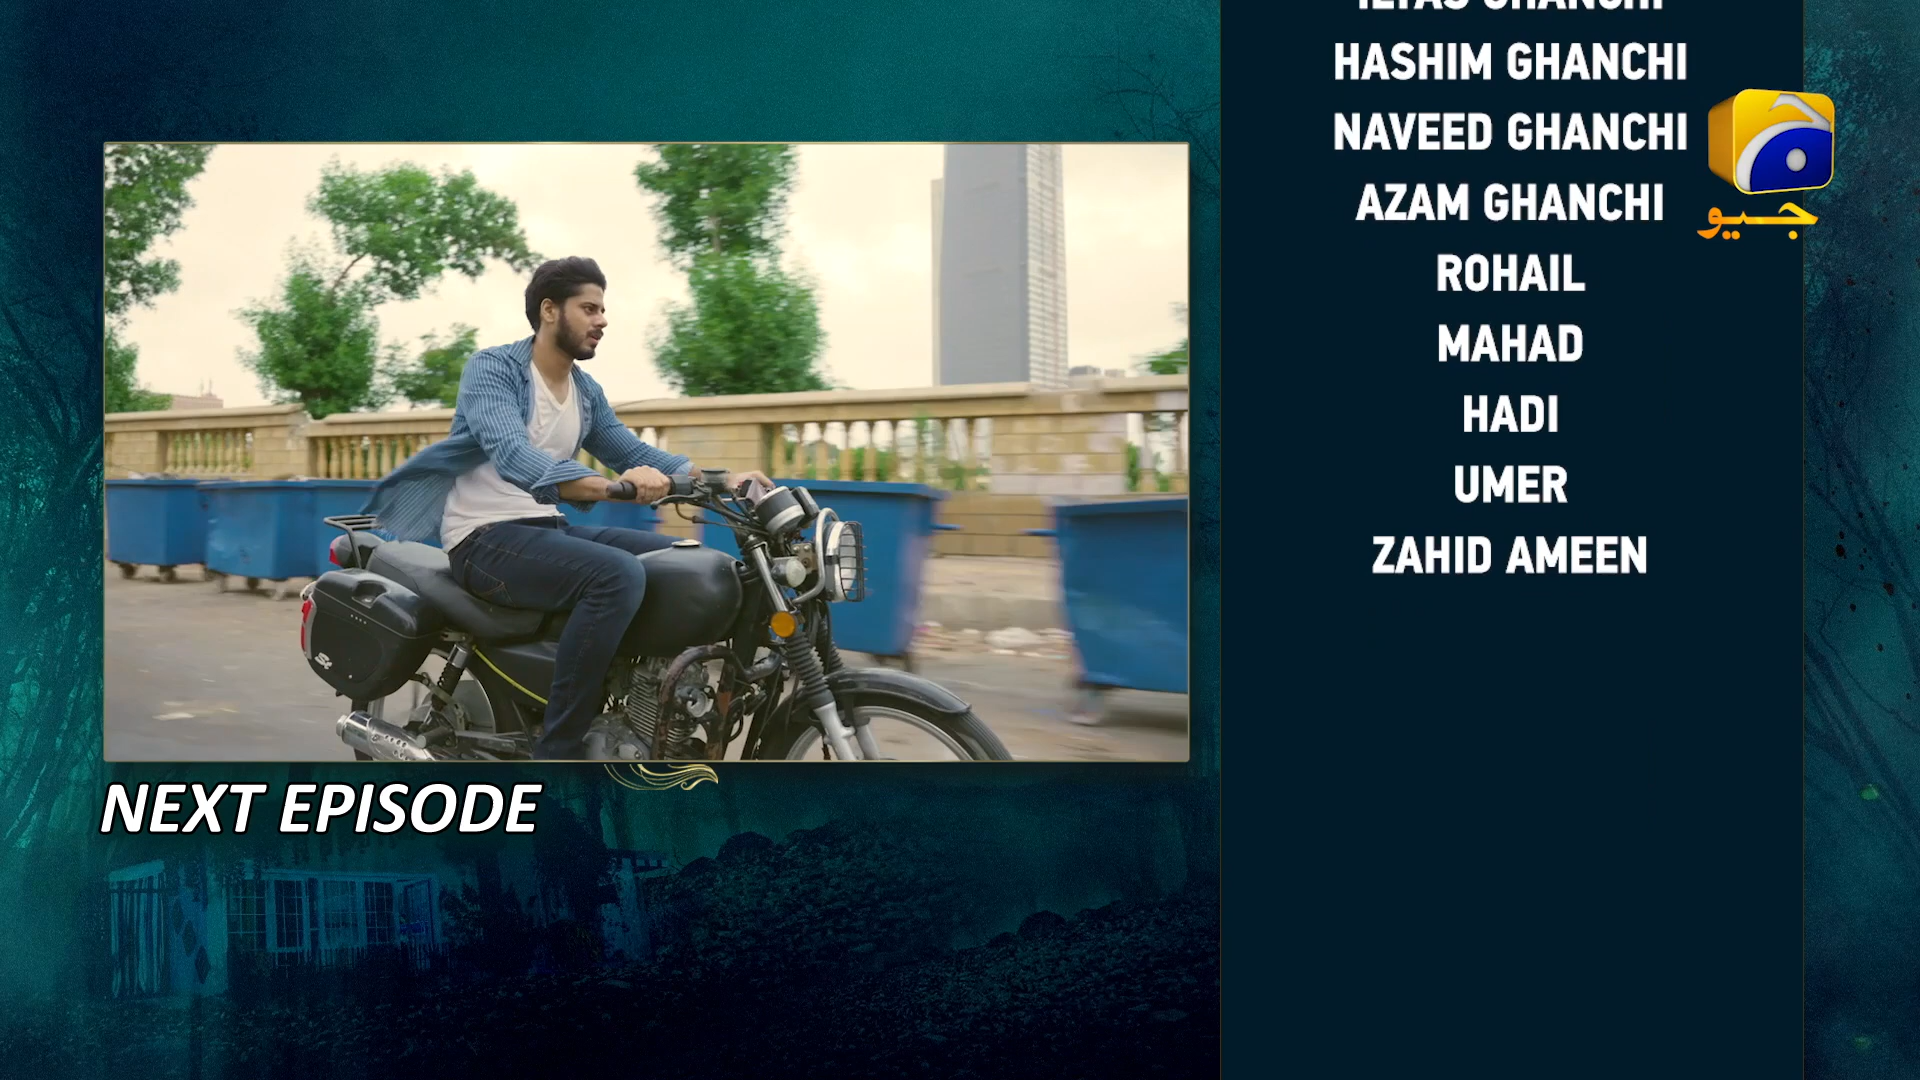 HASHIM GHANCHI
NAVEED GHANCHI
AZAM GHANCHI
جیو
ROHAIL
MAHAD
HADI
UMER
ZAHID AMEEN
NEXT EPISODE